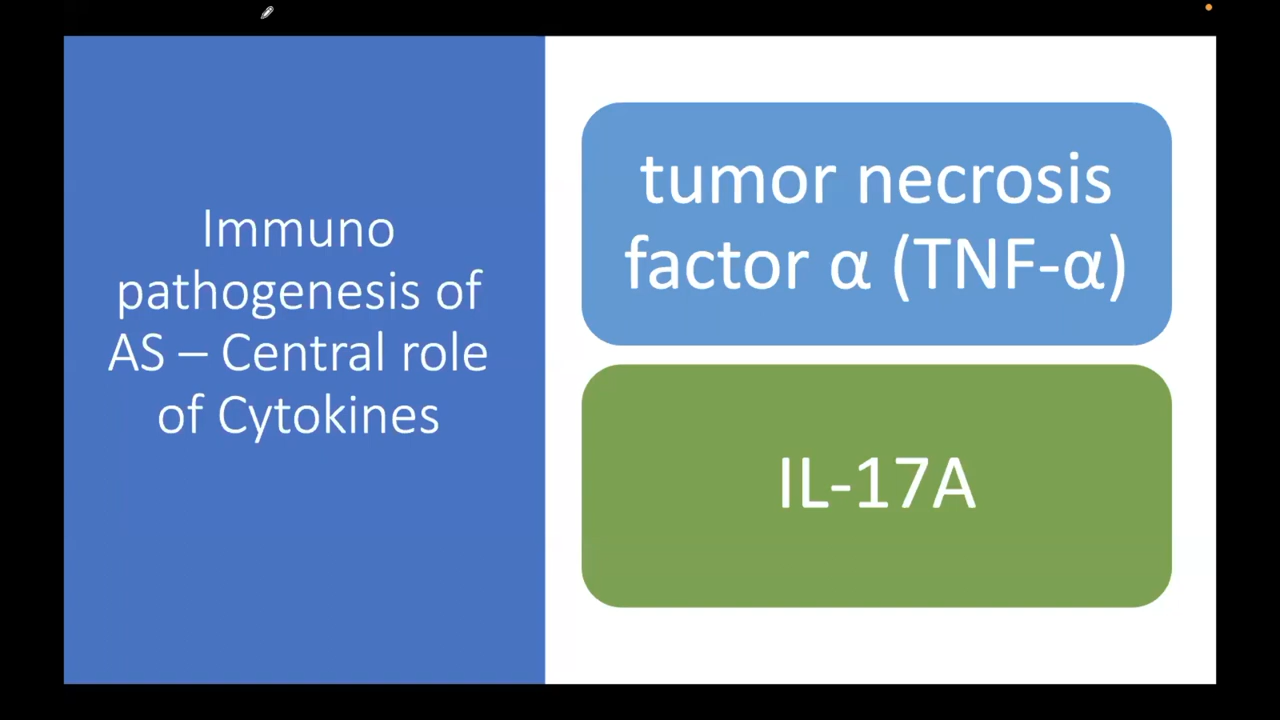 Immuno
pathogenesis of
AS – Central role
of Cytokines
tumor necrosis
factor α (TNF-α)
IL-17A